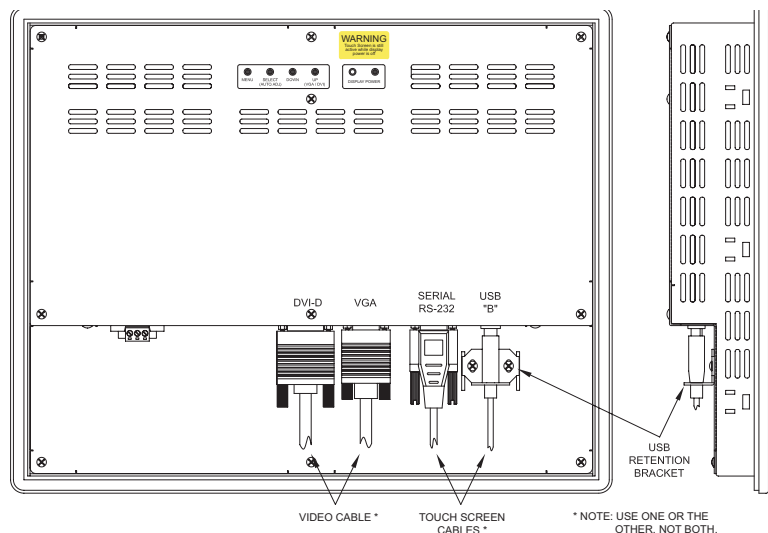 WARNING
Touch Screen is still
active while display
power is off
MENU
SELECT
(AUTO ADJ)
DOWN
UP
(VGA / DVI)
DISPLAY POWER
DVI-D
VGA
SERIAL
RS-232
USB
"B"
USB
RETENTION
BRACKET
VIDEO CABLE *
TOUCH SCREEN
CABLES *
* NOTE: USE ONE OR THE
OTHER, NOT BOTH.